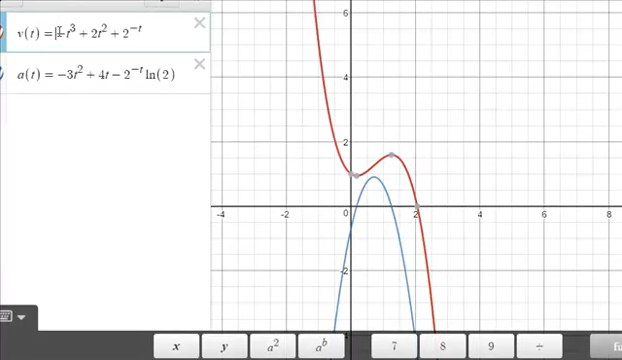 v(t) = -t³ + 2t² + 2⁻ᵗ
a(t) = -3t² + 4t - 2⁻ᵗ ln(2)
6
4
2
-4 -2 0 2 4 6 8
-2
x y a² aᵇ 7 8 9 ÷